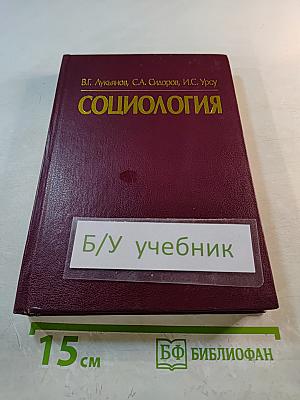 В.Г. Лукьянов, С.А. Сидоров, И.С. Урсу
СОЦИОЛОГИЯ
Б/У учебник
15 см
БФ БИБЛИОФАН